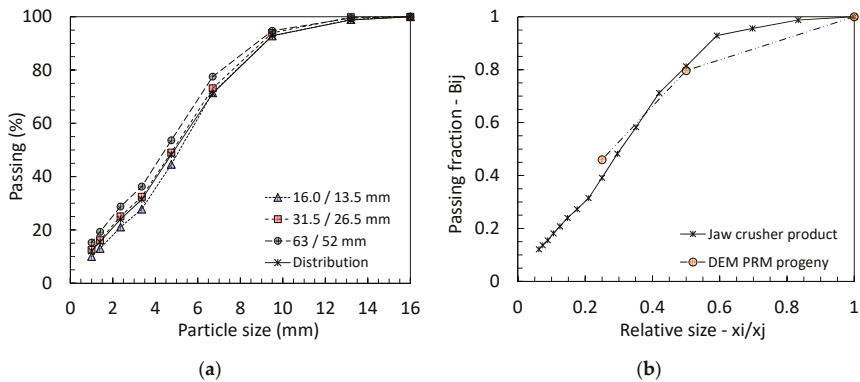 (a)
100
80
60
40
20
0
Passing (%)
0 2 4 6 8 10 12 14 16
Particle size (mm)
16.0 / 13.5 mm
31.5 / 26.5 mm
63 / 52 mm
Distribution
(a)
1
0.8
0.6
0.4
0.2
0
Passing fraction - Bij
0 0.2 0.4 0.6 0.8 1
Relative size - xi/xj
Jaw crusher product
DEM PRM progeny
(b)